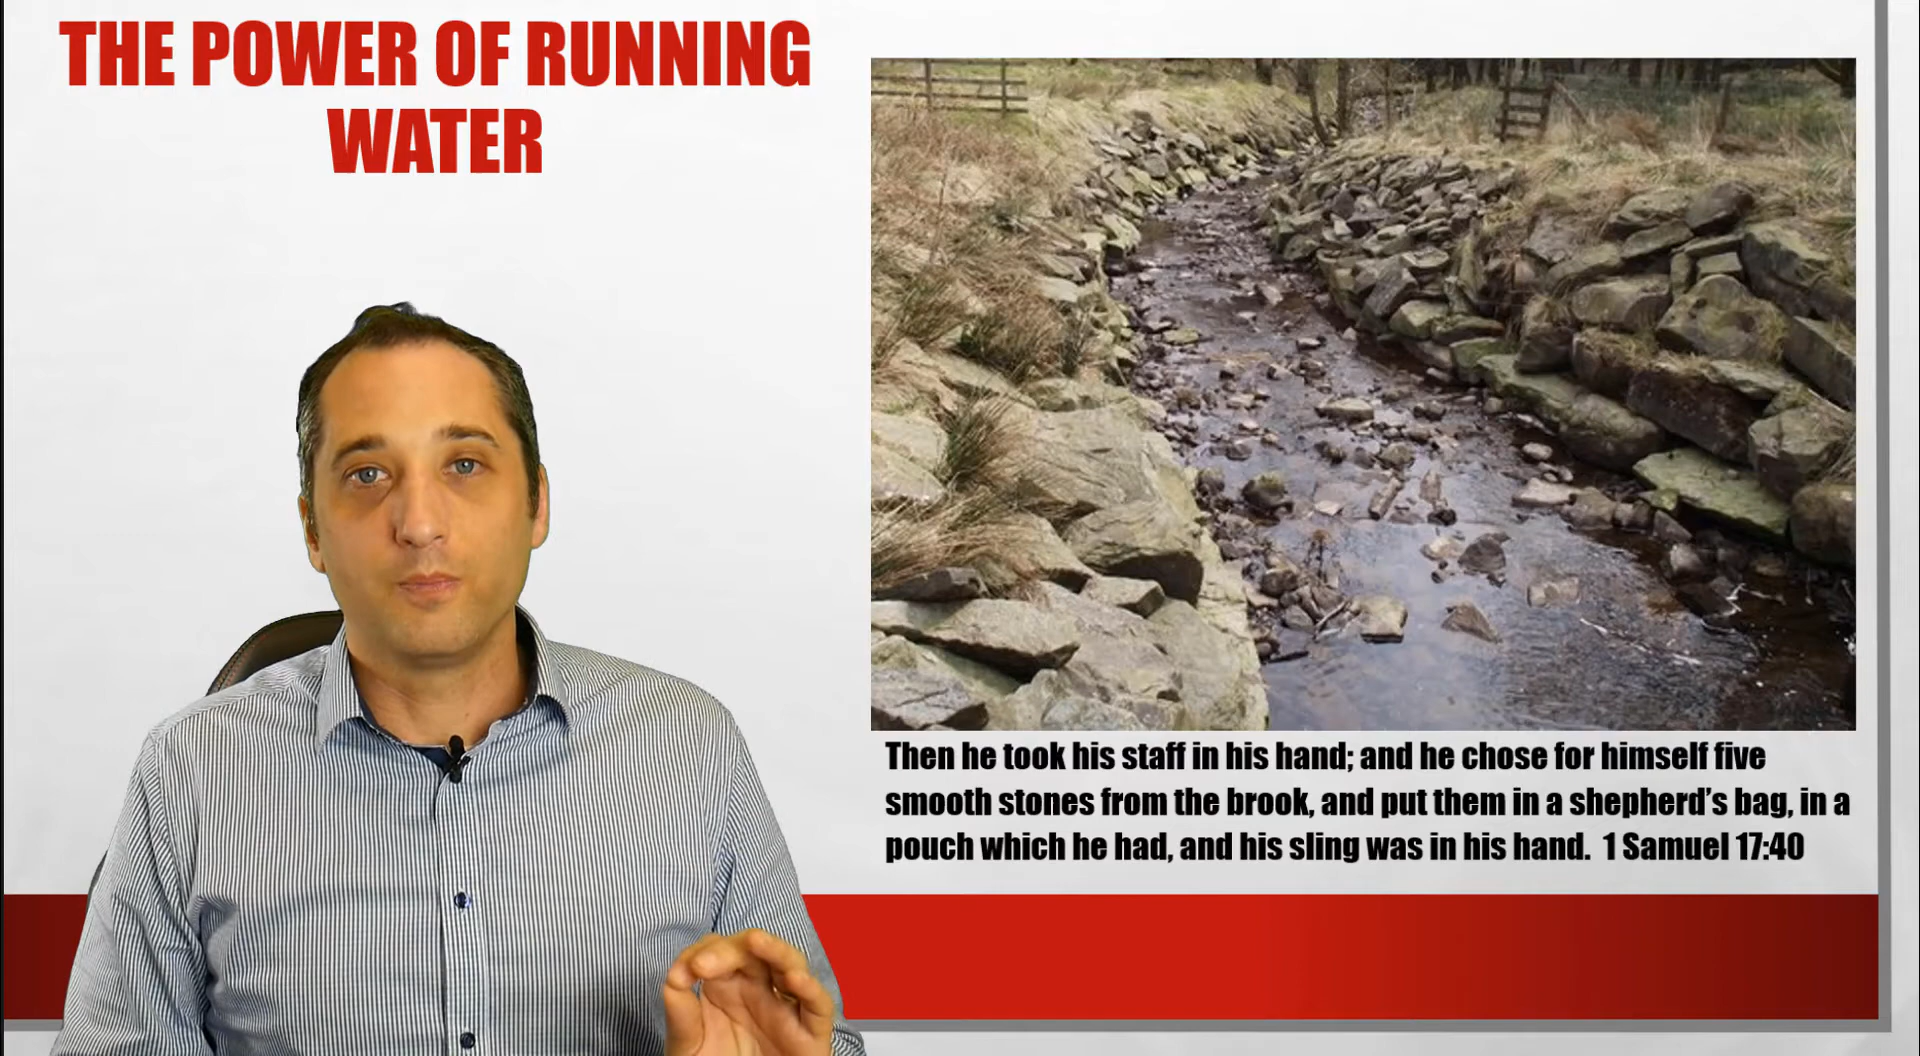 THE POWER OF RUNNING
WATER
Then he took his staff in his hand; and he chose for himself five
smooth stones from the brook, and put them in a shepherd’s bag, in a
pouch which he had, and his sling was in his hand.  1 Samuel 17:40